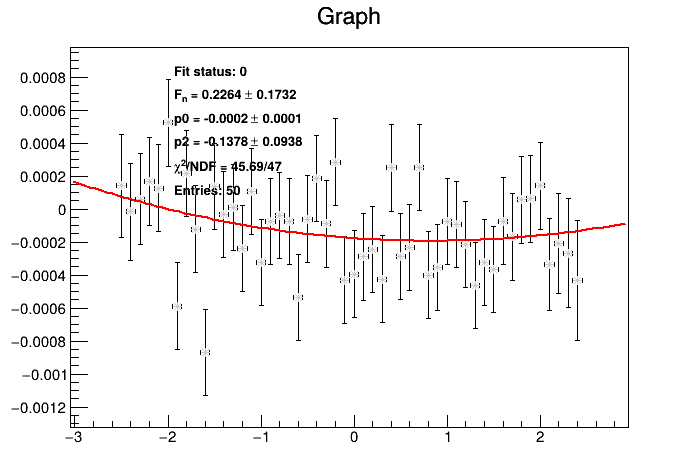 Graph
Fit status: 0
Fn = 0.2264 ± 0.1732
p0 = -0.0002 ± 0.0001
p2 = -0.1378 ± 0.0938
χ²/NDF = 45.69/47
Entries: 50
0.0008
0.0006
0.0004
0.0002
0
−0.0002
−0.0004
−0.0006
−0.0008
−0.001
−0.0012
−3 −2 −1 0 1 2